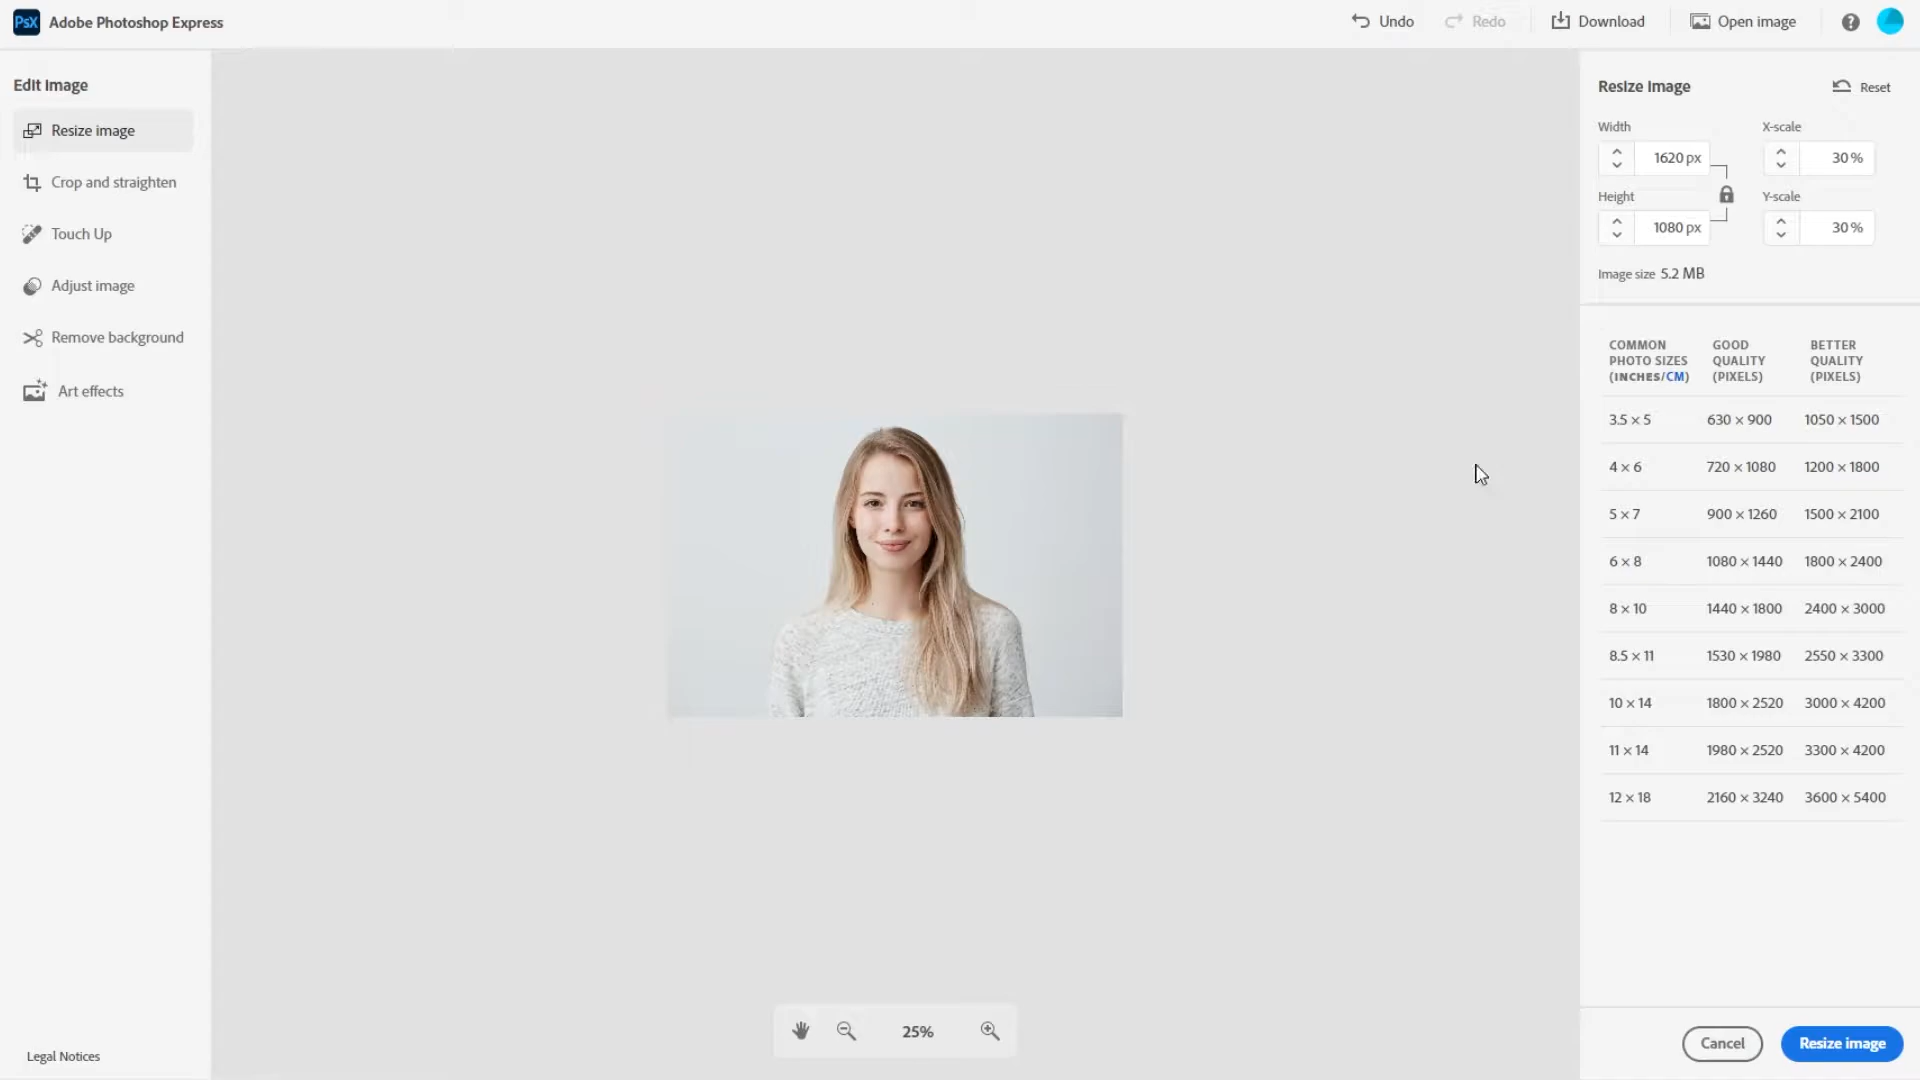 PsX Adobe Photoshop Express
Undo Redo Download Open image ?
Edit Image
Resize image
Crop and straighten
Touch Up
Adjust image
Remove background
Art effects
Legal Notices
25%
Resize Image Reset
Width X-scale
1620 px 30 %
Height Y-scale
1080 px 30 %
Image size 5.2 MB
COMMON GOOD BETTER
PHOTO SIZES QUALITY QUALITY
(INCHES/CM) (PIXELS) (PIXELS)
3.5 × 5 630 × 900 1050 × 1500
4 × 6 720 × 1080 1200 × 1800
5 × 7 900 × 1260 1500 × 2100
6 × 8 1080 × 1440 1800 × 2400
8 × 10 1440 × 1800 2400 × 3000
8.5 × 11 1530 × 1980 2550 × 3300
10 × 14 1800 × 2520 3000 × 4200
11 × 14 1980 × 2520 3300 × 4200
12 × 18 2160 × 3240 3600 × 5400
Cancel Resize image